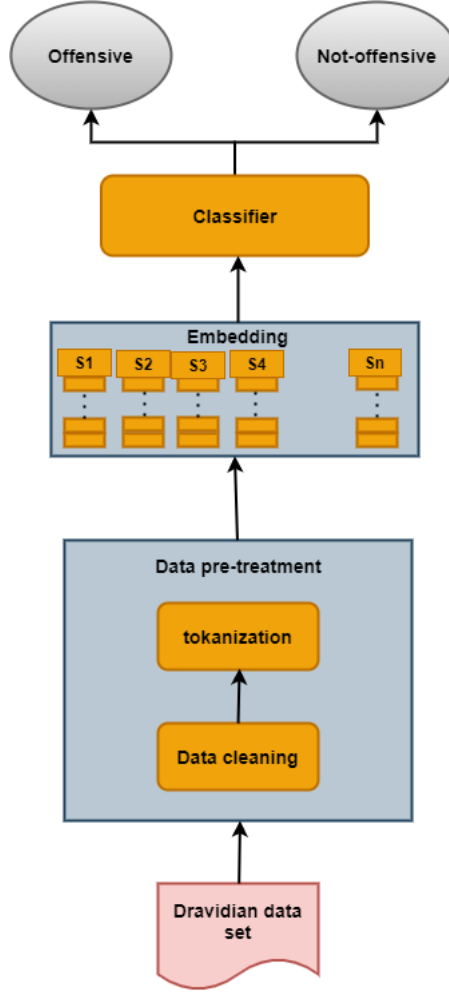 Offensive
Not-offensive
Classifier
Embedding
S1
S2
S3
S4
Sn
Data pre-treatment
tokanization
Data cleaning
Dravidian data
set